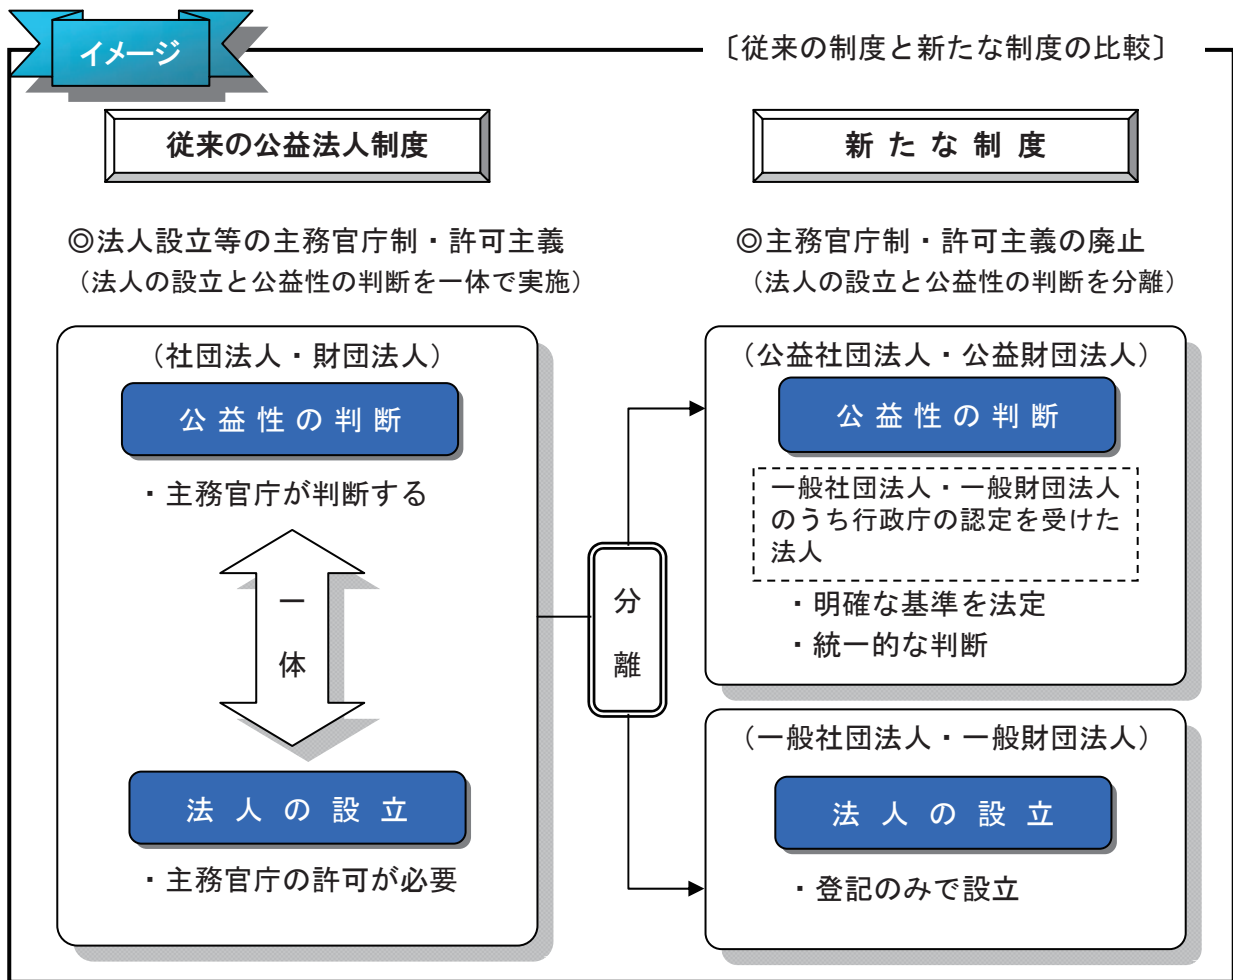 イメージ
〔従来の制度と新たな制度の比較〕
従来の公益法人制度
◎法人設立等の主務官庁制・許可主義
（法人の設立と公益性の判断を一体で実施）
（社団法人・財団法人）
公益性の判断
・主務官庁が判断する
一
体
法人の設立
・主務官庁の許可が必要
分
離
新たな制度
◎主務官庁制・許可主義の廃止
（法人の設立と公益性の判断を分離）
（公益社団法人・公益財団法人）
公益性の判断
一般社団法人・一般財団法人
のうち行政庁の認定を受けた
法人
・明確な基準を法定
・統一的な判断
（一般社団法人・一般財団法人）
法人の設立
・登記のみで設立